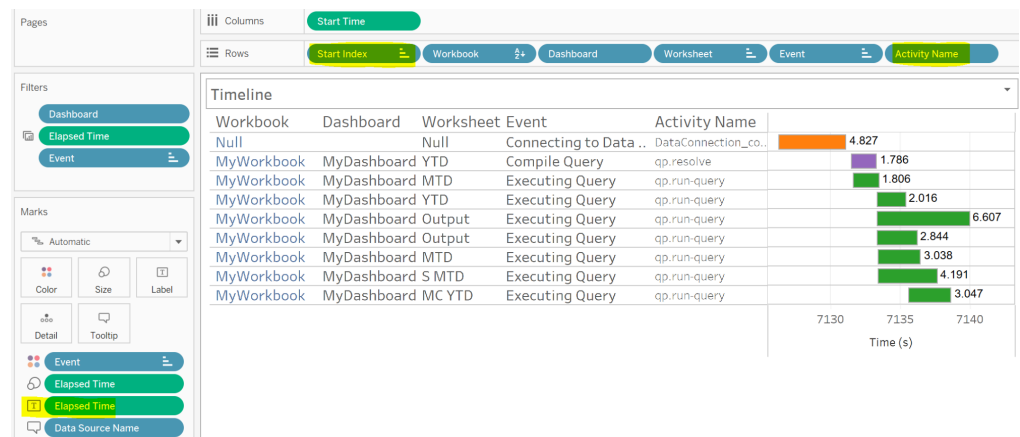 Pages
Columns Start Time
Rows Start Index Workbook Dashboard Worksheet Event Activity Name
Filters
Dashboard
Elapsed Time
Event
Marks
Automatic
Color Size Label
Detail Tooltip
Event
Elapsed Time
T Elapsed Time
Data Source Name
Timeline
Workbook Dashboard Worksheet Event Activity Name
Null Null Connecting to Data .. DataConnection_co.. 4.827
MyWorkbook MyDashboard YTD Compile Query qp.resolve 1.786
MyWorkbook MyDashboard MTD Executing Query qp.run-query 1.806
MyWorkbook MyDashboard YTD Executing Query qp.run-query 2.016
MyWorkbook MyDashboard Output Executing Query qp.run-query 6.607
MyWorkbook MyDashboard Output Executing Query qp.run-query 2.844
MyWorkbook MyDashboard MTD Executing Query qp.run-query 3.038
MyWorkbook MyDashboard S MTD Executing Query qp.run-query 4.191
MyWorkbook MyDashboard MC YTD Executing Query qp.run-query 3.047
7130 7135 7140
Time (s)